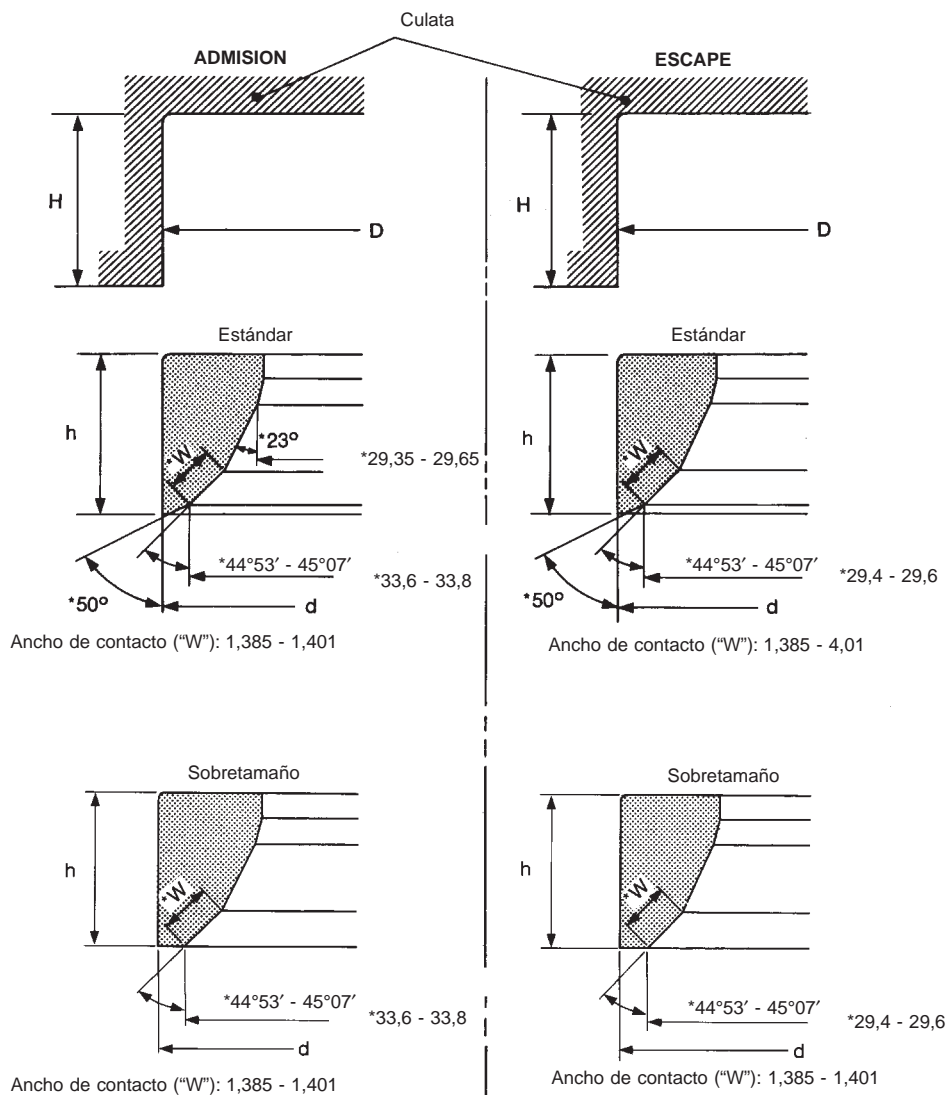 Culata
ADMISION
ESCAPE
H
D
H
D
Estándar
Estándar
h
*W
*23°
*29,35 - 29,65
*44°53′ - 45°07′
*33,6 - 33,8
*50°
d
Ancho de contacto (“W”): 1,385 - 1,401
h
*W
*44°53′ - 45°07′
*29,4 - 29,6
*50°
d
Ancho de contacto (“W”): 1,385 - 4,01
Sobretamaño
Sobretamaño
h
*W
*44°53′ - 45°07′
*33,6 - 33,8
d
Ancho de contacto (“W”): 1,385 - 1,401
h
*W
*44°53′ - 45°07′
*29,4 - 29,6
d
Ancho de contacto (“W”): 1,385 - 1,401